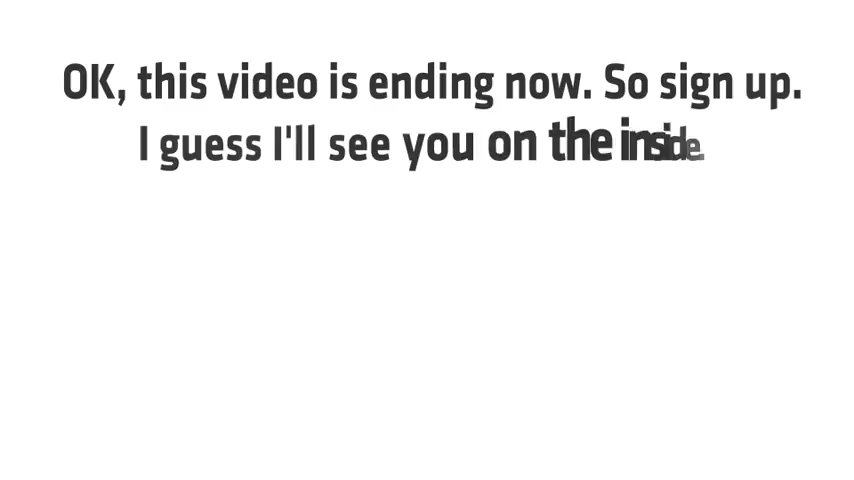 OK, this video is ending now. So sign up.
I guess I'll see you on the inside.